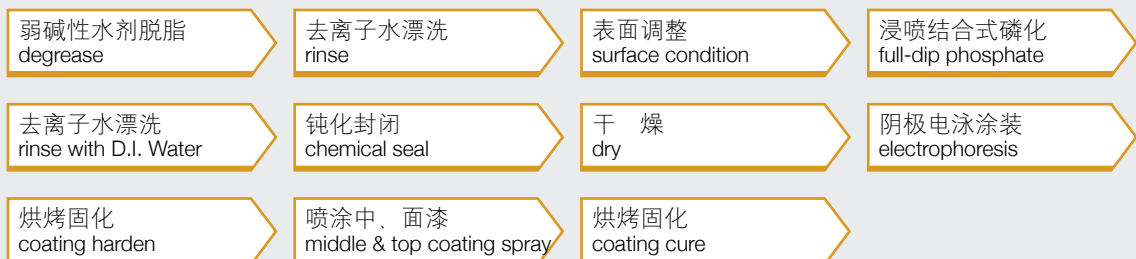 弱碱性水剂脱脂
degrease
去离子水漂洗
rinse
表面调整
surface condition
浸喷结合式磷化
full-dip phosphate
去离子水漂洗
rinse with D.I. Water
钝化封闭
chemical seal
干 燥
dry
阴极电泳涂装
electrophoresis
烘烤固化
coating harden
喷涂中、面漆
middle & top coating spray
烘烤固化
coating cure